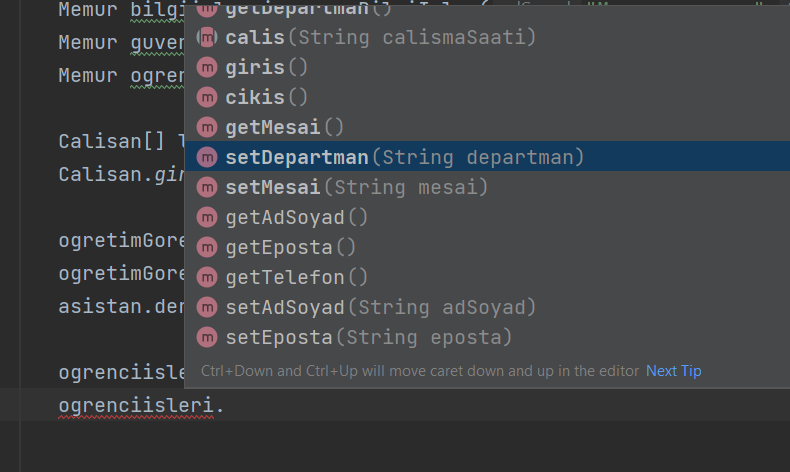 getDepartman()
Memur bilgi
calis(String calismaSaati)
Memur guver
giris()
Memur ogren
cikis()
getMesai()
Calisan[] l
setDepartman(String departman)
Calisan.gir
setMesai(String mesai)
getAdSoyad()
ogretimGore
getEposta()
ogretimGore
getTelefon()
asistan.der
setAdSoyad(String adSoyad)
setEposta(String eposta)
ogrenciisle
Ctrl+Down and Ctrl+Up will move caret down and up in the editor Next Tip
ogrenciisleri.